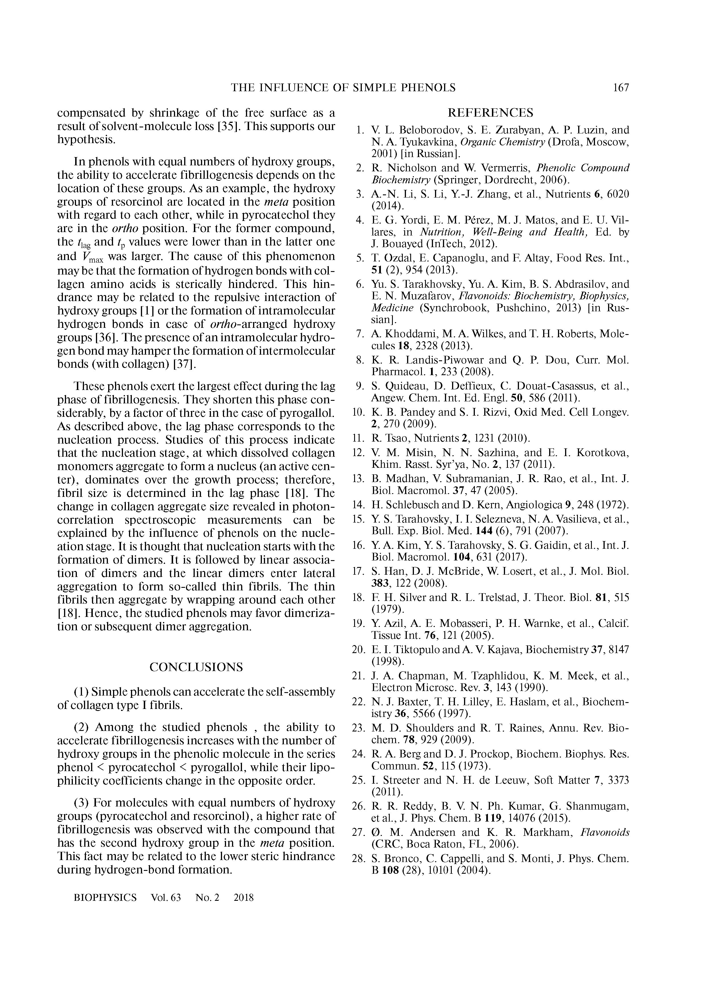 THE INFLUENCE OF SIMPLE PHENOLS 167
compensated by shrinkage of the free surface as a
result of solvent-molecule loss [35]. This supports our
hypothesis.
In phenols with equal numbers of hydroxy groups,
the ability to accelerate fibrillogenesis depends on the
location of these groups. As an example, the hydroxy
groups of resorcinol are located in the meta position
with regard to each other, while in pyrocatechol they
are in the ortho position. For the former compound,
the tlag and tp values were lower than in the latter one
and Vmax was larger. The cause of this phenomenon
may be that the formation of hydrogen bonds with col-
lagen amino acids is sterically hindered. This hin-
drance may be related to the repulsive interaction of
hydroxy groups [1] or the formation of intramolecular
hydrogen bonds in case of ortho-arranged hydroxy
groups [36]. The presence of an intramolecular hydro-
gen bond may hamper the formation of intermolecular
bonds (with collagen) [37].
These phenols exert the largest effect during the lag
phase of fibrillogenesis. They shorten this phase con-
siderably, by a factor of three in the case of pyrogallol.
As described above, the lag phase corresponds to the
nucleation process. Studies of this process indicate
that the nucleation stage, at which dissolved collagen
monomers aggregate to form a nucleus (an active cen-
ter), dominates over the growth process; therefore,
fibril size is determined in the lag phase [18]. The
change in collagen aggregate size revealed in photon-
correlation spectroscopic measurements can be
explained by the influence of phenols on the nucle-
ation stage. It is thought that nucleation starts with the
formation of dimers. It is followed by linear associa-
tion of dimers and the linear dimers enter lateral
aggregation to form so-called thin fibrils. The thin
fibrils then aggregate by wrapping around each other
[18]. Hence, the studied phenols may favor dimeriza-
tion or subsequent dimer aggregation.
CONCLUSIONS
(1) Simple phenols can accelerate the self-assembly
of collagen type I fibrils.
(2) Among the studied phenols , the ability to
accelerate fibrillogenesis increases with the number of
hydroxy groups in the phenolic molecule in the series
phenol < pyrocatechol < pyrogallol, while their lipo-
philicity coefficients change in the opposite order.
(3) For molecules with equal numbers of hydroxy
groups (pyrocatechol and resorcinol), a higher rate of
fibrillogenesis was observed with the compound that
has the second hydroxy group in the meta position.
This fact may be related to the lower steric hindrance
during hydrogen-bond formation.
REFERENCES
1. V. L. Beloborodov, S. E. Zurabyan, A. P. Luzin, and
N. A. Tyukavkina, Organic Chemistry (Drofa, Moscow,
2001) [in Russian].
2. R. Nicholson and W. Vermerris, Phenolic Compound
Biochemistry (Springer, Dordrecht, 2006).
3. A.-N. Li, S. Li, Y.-J. Zhang, et al., Nutrients 6, 6020
(2014).
4. E. G. Yordi, E. M. Pérez, M. J. Matos, and E. U. Vil-
lares, in Nutrition, Well-Being and Health, Ed. by
J. Bouayed (InTech, 2012).
5. T. Ozdal, E. Capanoglu, and F. Altay, Food Res. Int.,
51 (2), 954 (2013).
6. Yu. S. Tarakhovsky, Yu. A. Kim, B. S. Abdrasilov, and
E. N. Muzafarov, Flavonoids: Biochemistry, Biophysics,
Medicine (Synchrobook, Pushchino, 2013) [in Rus-
sian].
7. A. Khoddami, M. A. Wilkes, and T. H. Roberts, Mole-
cules 18, 2328 (2013).
8. K. R. Landis-Piwowar and Q. P. Dou, Curr. Mol.
Pharmacol. 1, 233 (2008).
9. S. Quideau, D. Deffieux, C. Douat-Casassus, et al.,
Angew. Chem. Int. Ed. Engl. 50, 586 (2011).
10. K. B. Pandey and S. I. Rizvi, Oxid Med. Cell Longev.
2, 270 (2009).
11. R. Tsao, Nutrients 2, 1231 (2010).
12. V. M. Misin, N. N. Sazhina, and E. I. Korotkova,
Khim. Rasst. Syr'ya, No. 2, 137 (2011).
13. B. Madhan, V. Subramanian, J. R. Rao, et al., Int. J.
Biol. Macromol. 37, 47 (2005).
14. H. Schlebusch and D. Kern, Angiologica 9, 248 (1972).
15. Y. S. Tarahovsky, I. I. Selezneva, N. A. Vasilieva, et al.,
Bull. Exp. Biol. Med. 144 (6), 791 (2007).
16. Y. A. Kim, Y. S. Tarahovsky, S. G. Gaidin, et al., Int. J.
Biol. Macromol. 104, 631 (2017).
17. S. Han, D. J. McBride, W. Losert, et al., J. Mol. Biol.
383, 122 (2008).
18. F. H. Silver and R. L. Trelstad, J. Theor. Biol. 81, 515
(1979).
19. Y. Azil, A. E. Mobasseri, P. H. Warnke, et al., Calcif.
Tissue Int. 76, 121 (2005).
20. E. I. Tiktopulo and A. V. Kajava, Biochemistry 37, 8147
(1998).
21. J. A. Chapman, M. Tzaphlidou, K. M. Meek, et al.,
Electron Microsc. Rev. 3, 143 (1990).
22. N. J. Baxter, T. H. Lilley, E. Haslam, et al., Biochem-
istry 36, 5566 (1997).
23. M. D. Shoulders and R. T. Raines, Annu. Rev. Bio-
chem. 78, 929 (2009).
24. R. A. Berg and D. J. Prockop, Biochem. Biophys. Res.
Commun. 52, 115 (1973).
25. I. Streeter and N. H. de Leeuw, Soft Matter 7, 3373
(2011).
26. R. R. Reddy, B. V. N. Ph. Kumar, G. Shanmugam,
et al., J. Phys. Chem. B 119, 14076 (2015).
27. Ø. M. Andersen and K. R. Markham, Flavonoids
(CRC, Boca Raton, FL, 2006).
28. S. Bronco, C. Cappelli, and S. Monti, J. Phys. Chem.
B 108 (28), 10101 (2004).
BIOPHYSICS Vol. 63 No. 2 2018